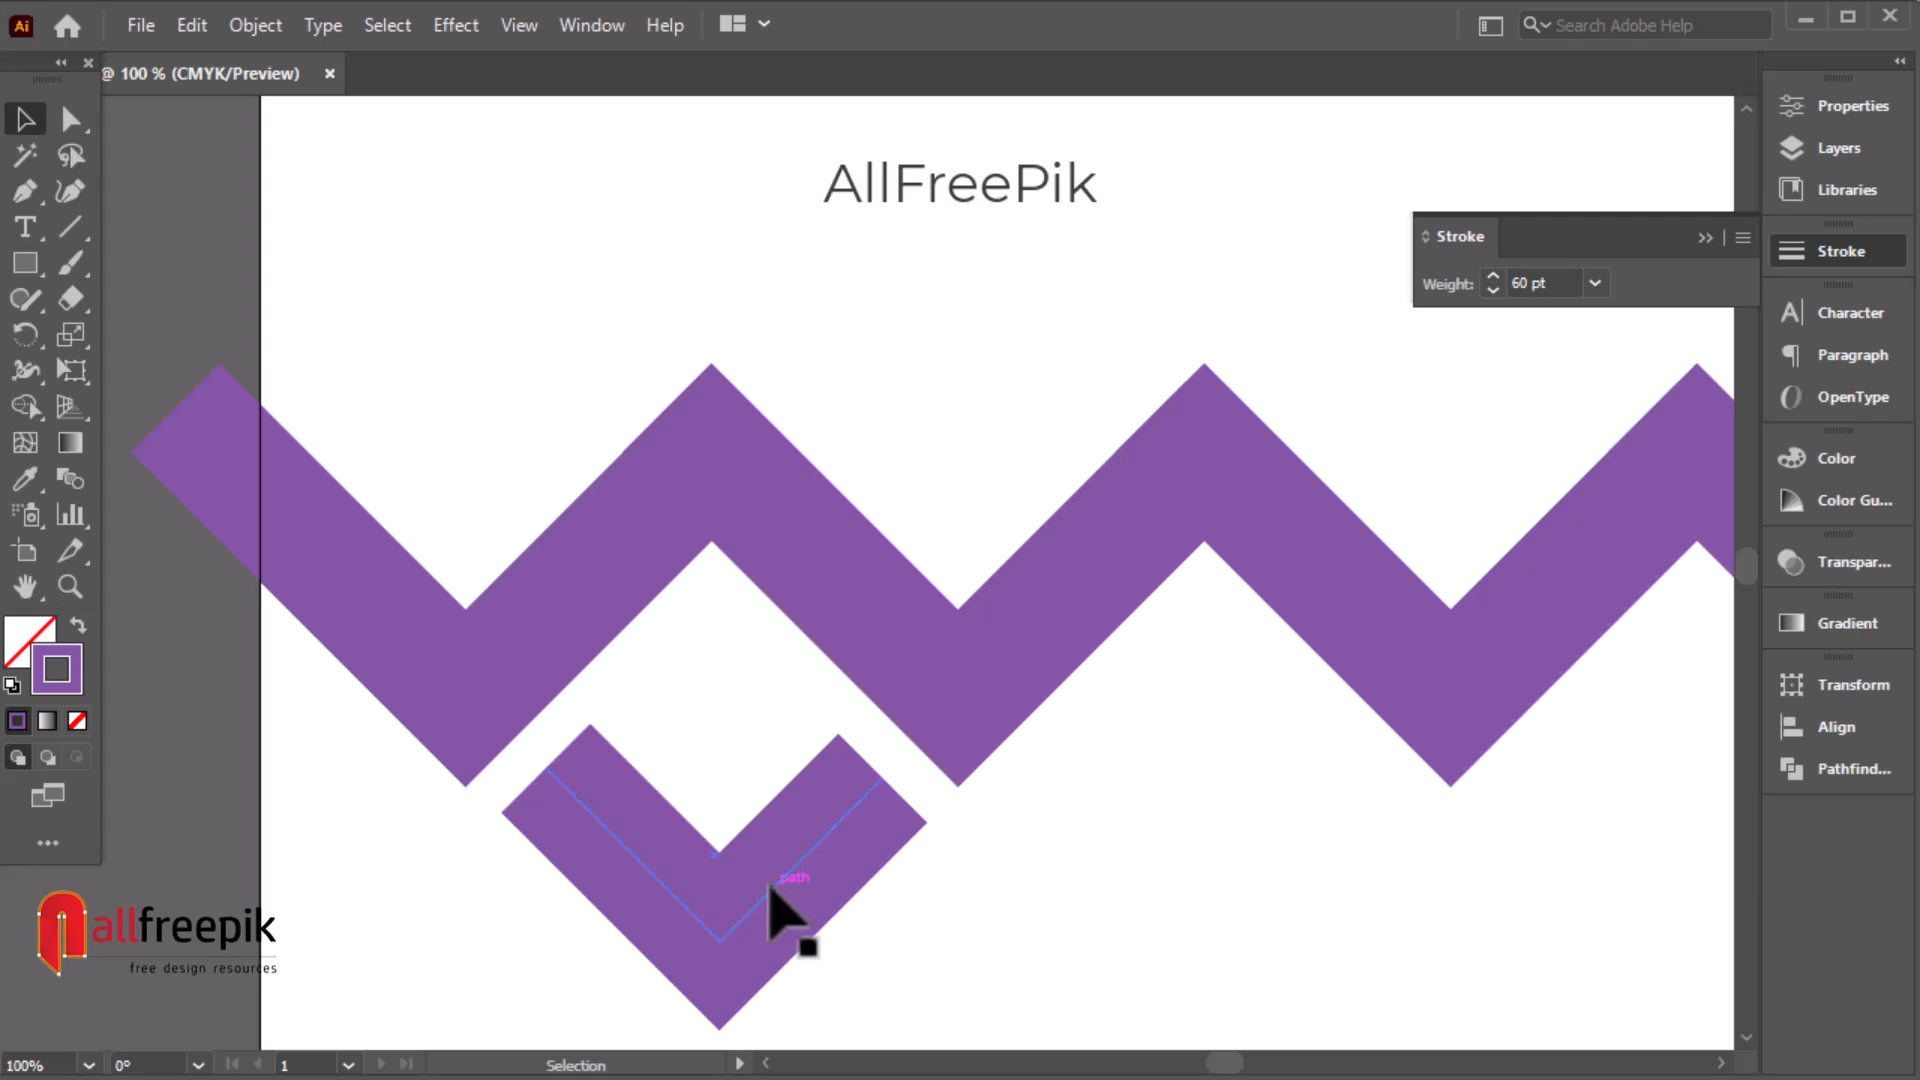 Ai File Edit Object Type Select Effect View Window Help Search Adobe Help
@ 100 % (CMYK/Preview)
AllFreePik
Stroke
Weight: 60 pt
Properties
Layers
Libraries
Stroke
Character
Paragraph
OpenType
Color
Color Gu...
Transpar...
Gradient
Transform
Align
Pathfind...
path
allfreepik
free design resources
100% 0° 1 Selection